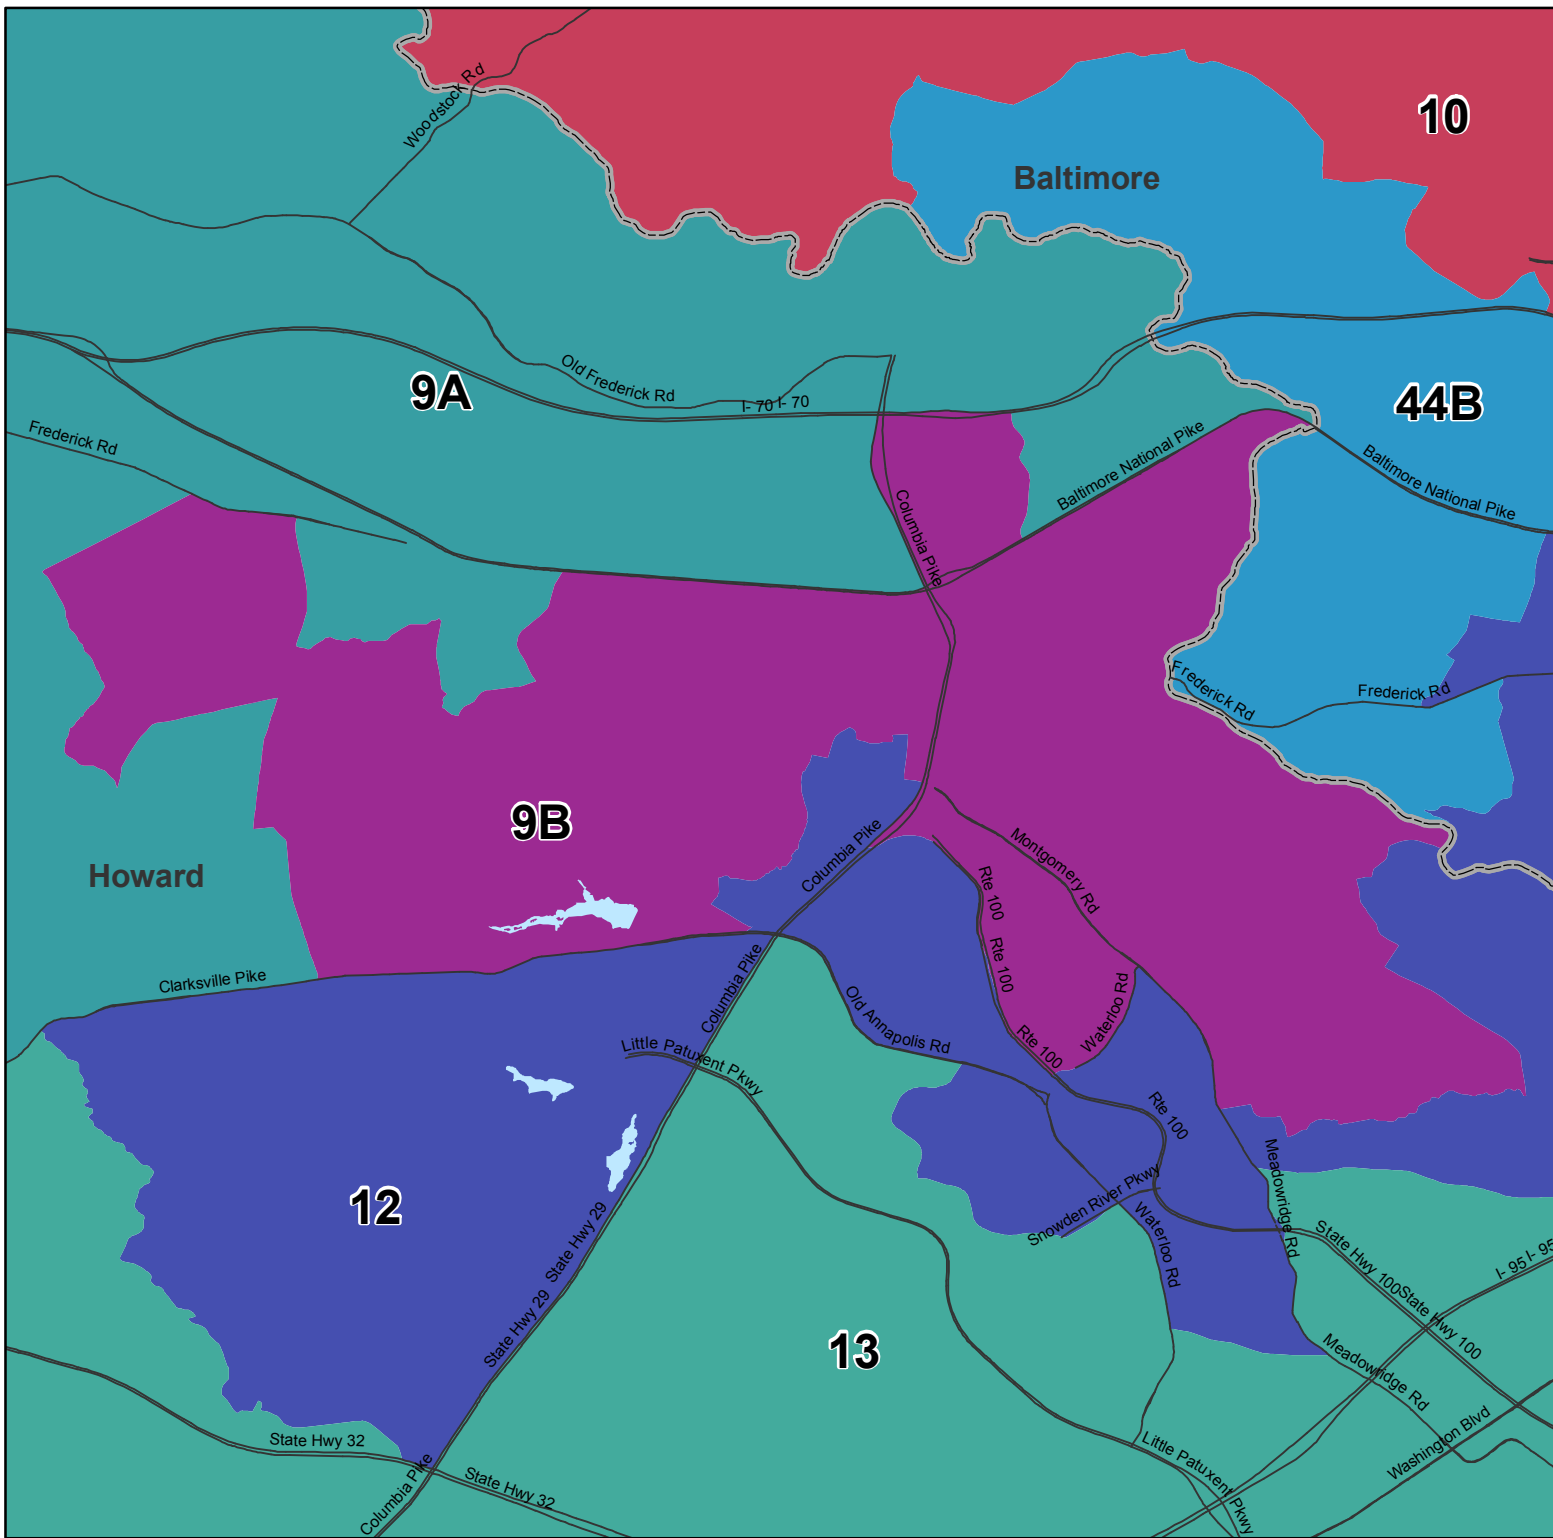 Woodstock Rd
10
Baltimore
Old Frederick Rd
9A
I- 70 I- 70
44B
Frederick Rd
Baltimore National Pike
Baltimore National Pike
Columbia Pike
Frederick Rd
Frederick Rd
9B
Columbia Pike
Montgomery Rd
Howard
Rte 100
Rte 100
Clarksville Pike
Columbia Pike
Old Annapolis Rd
Waterloo Rd
Rte 100
Little Patuxent Pkwy
Rte 100
12
Snowden River Pkwy
Meadowridge Rd
Waterloo Rd
State Hwy 29
State Hwy 29
State Hwy 100
State Hwy 100
I- 95 I- 95
13
Meadowridge Rd
State Hwy 32
Washington Blvd
State Hwy 32
Little Patuxent Pkwy
Columbia Pike